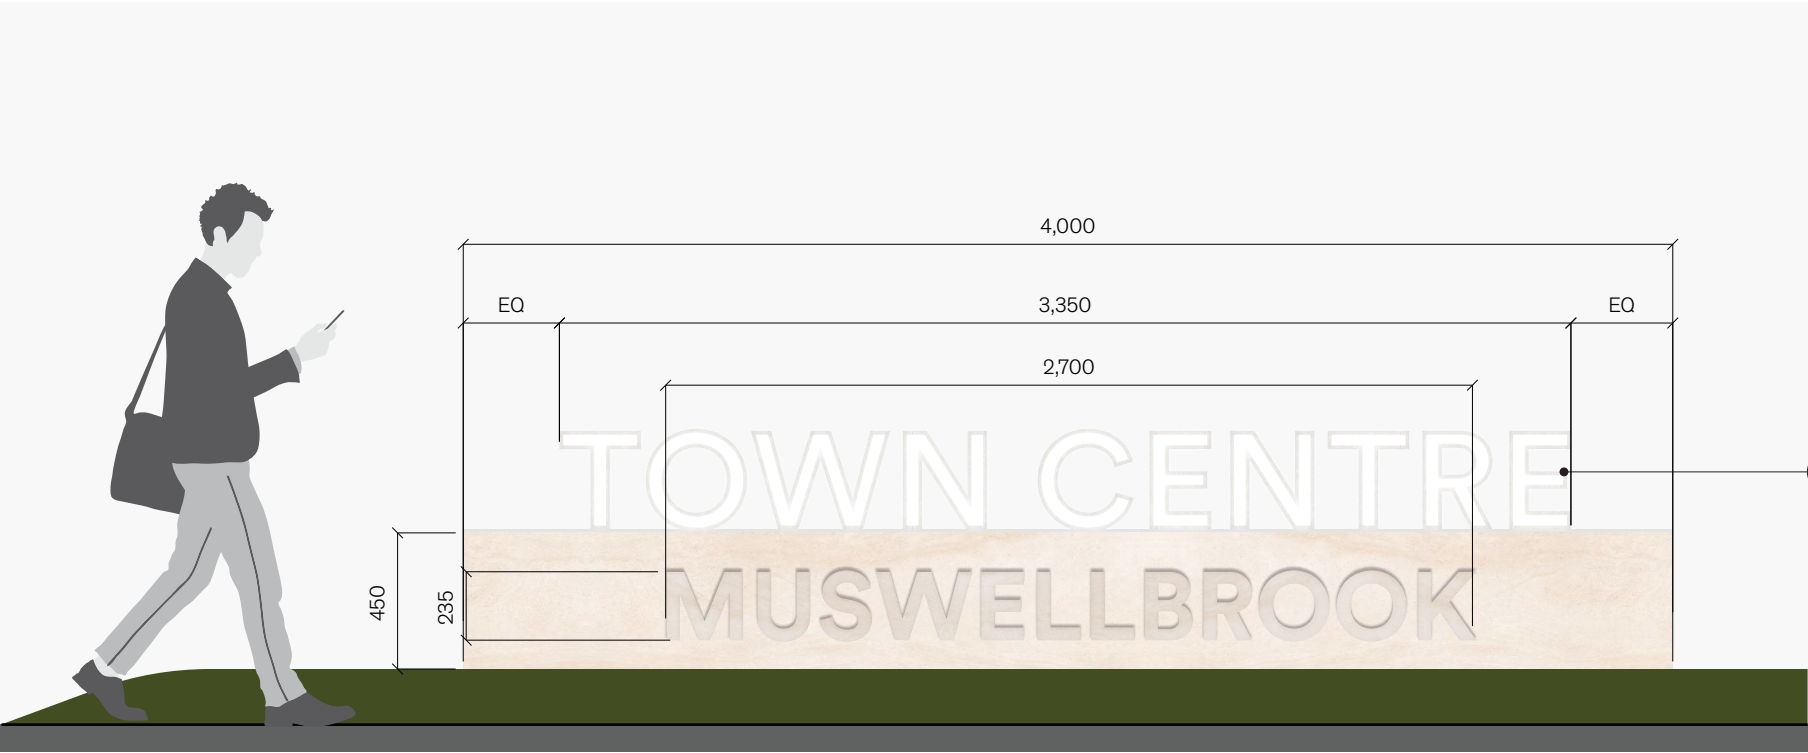 4,000
EQ 3,350 EQ
2,700
TOWN CENTRE
MUSWELLBROOK
450
235